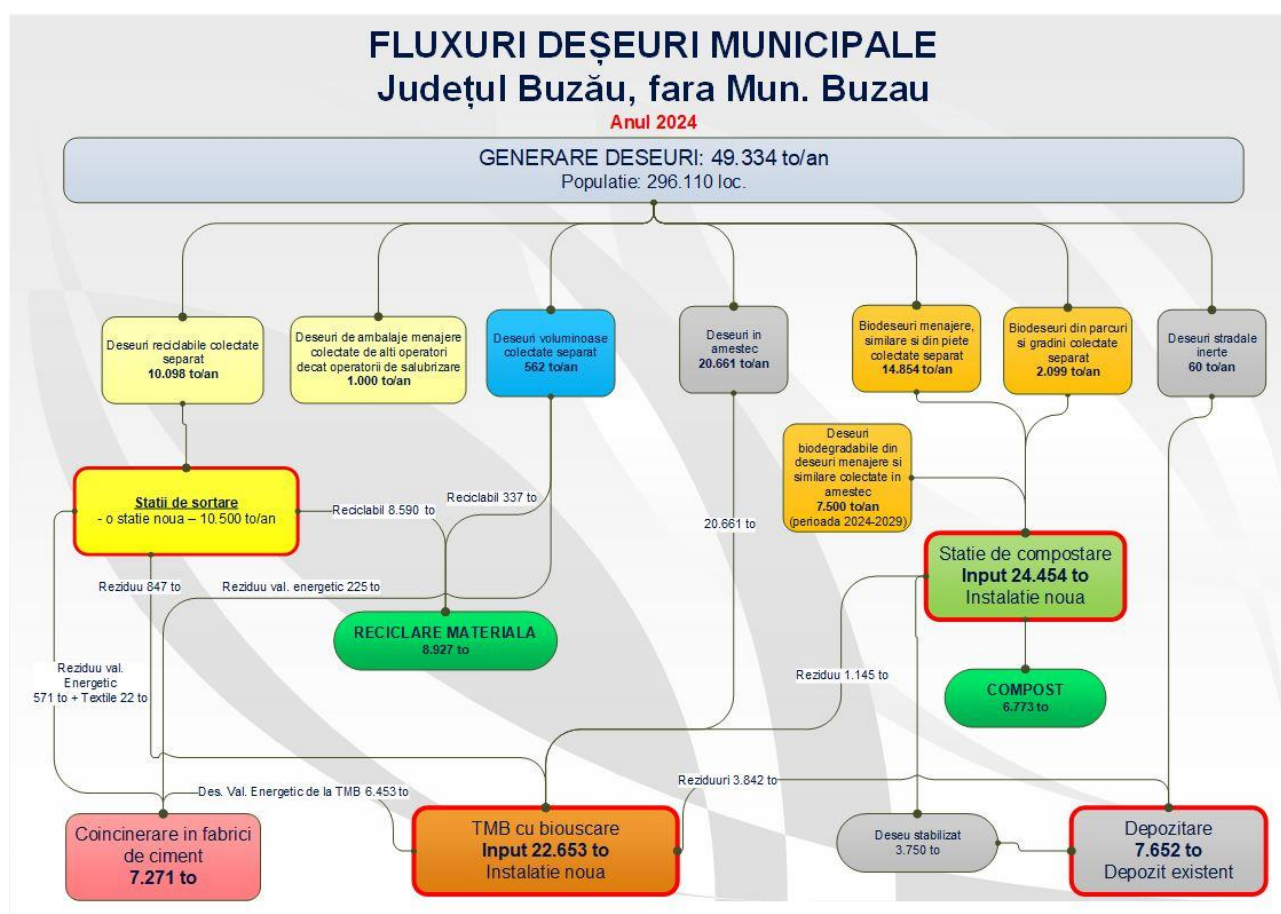 FLUXURI DEȘEURI MUNICIPALE
Județul Buzău, fara Mun. Buzau
Anul 2024
GENERARE DESEURI: 49.334 to/an
Populatie: 296.110 loc.
Deseuri reciclabile colectate
separat
10.098 to/an
Deseuri de ambalaje menajere
colectate de alti operatori
decat operatorii de salubrizare
1.000 to/an
Deseuri voluminoase
colectate separat
562 to/an
Deseuri in
amestec
20.661 to/an
Biodeseuri menajere,
similare si din piete
colectate separat
14.854 to/an
Biodeseuri din parcuri
si gradini colectate
separat
2.099 to/an
Deseuri stradale
inerte
60 to/an
Deseuri
biodegradabile din
deseuri menajere si
similare colectate in
amestec
7.500 to/an
(perioada 2024-2029)
Statii de sortare
- o statie noua – 10.500 to/an
Reciclabil 8.590 to
Reciclabil 337 to
20.661 to
Statie de compostare
Input 24.454 to
Instalatie noua
Reziduu 847 to
Reziduu val. energetic 225 to
RECICLARE MATERIALA
8.927 to
Reziduu val.
Energetic
571 to + Textile 22 to
Reziduu 1.145 to
COMPOST
6.773 to
Des. Val. Energetic de la TMB 6.453 to
Reziduuri 3.842 to
Coincinerare in fabrici
de ciment
7.271 to
TMB cu biouscare
Input 22.653 to
Instalatie noua
Deseu stabilizat
3.750 to
Depozitare
7.652 to
Depozit existent